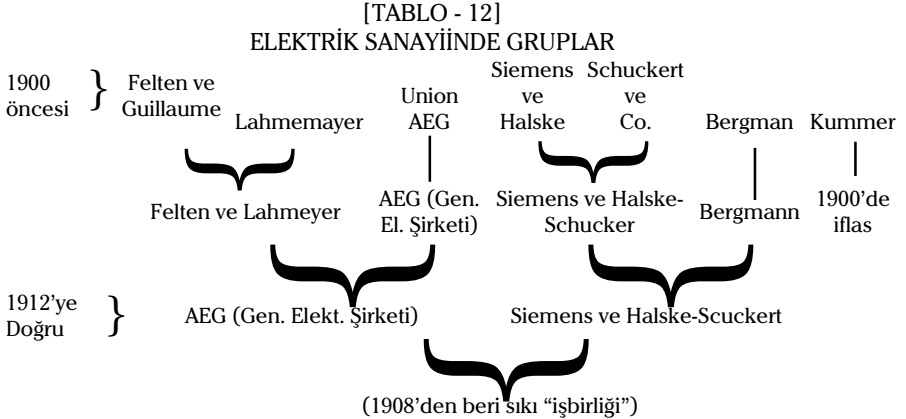 [TABLO - 12]
ELEKTRİK SANAYİİNDE GRUPLAR
1900
öncesi
Felten ve
Guillaume
Lahmemayer
Union
AEG
Siemens
ve
Halske
Schuckert
ve
Co.
Bergman
Kummer
Felten ve Lahmeyer
AEG (Gen.
El. Şirketi)
Siemens ve Halske-
Schucker
Bergmann
1900'de
iflas
1912'ye
Doğru
AEG (Gen. Elekt. Şirketi)
Siemens ve Halske-Scuckert
(1908'den beri sıkı “işbirliği”)